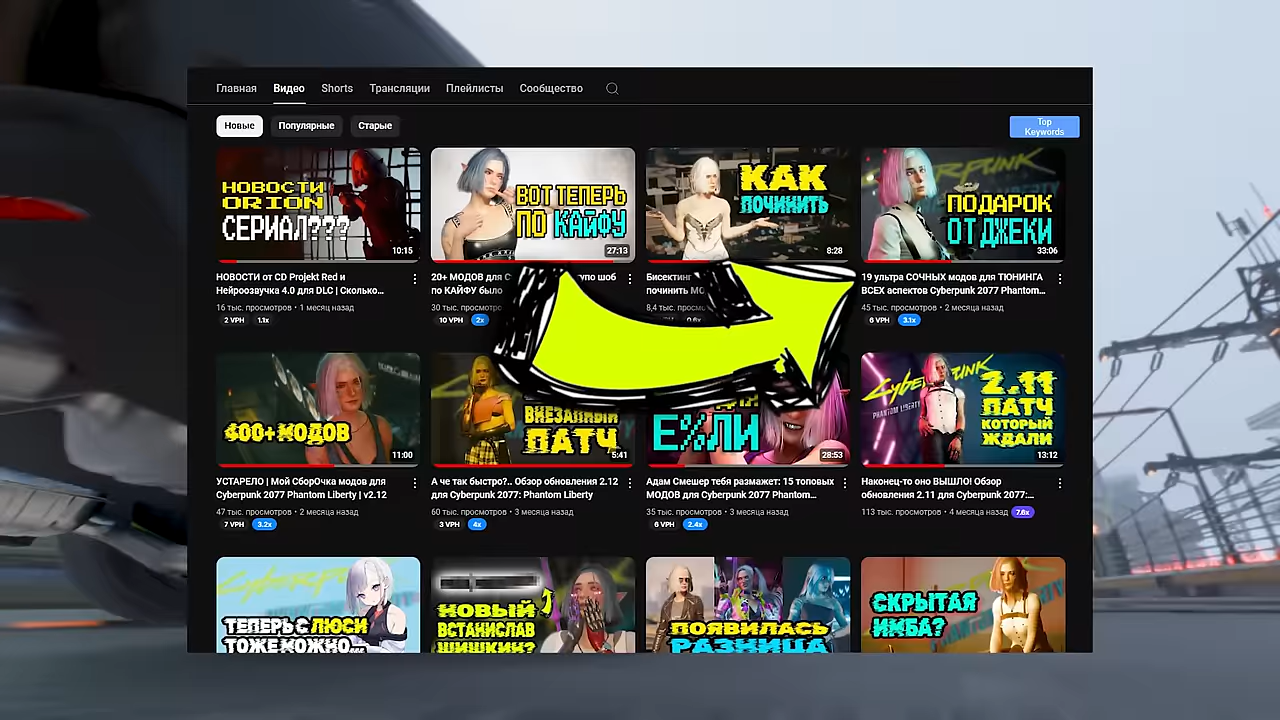 Главная Видео Shorts Трансляции Плейлисты Сообщество
Новые Популярные Старые
Top
Keywords
НОВОСТИ
ORION
СЕРИАЛ???
10:15
ВОТ ТЕПЕРЬ
ПО КАЙФУ
27:13
КАК
ПОЧИНИТЬ
8:28
ПОДАРОК
ОТ ДЖЕКИ
33:06
НОВОСТИ от CD Projekt Red и
Нейроозвучка 4.0 для DLC | Сколько...
16 тыс. просмотров • 1 месяц назад
2 VPH 1.1x
20+ МОДОВ для
по КАЙФУ было
30 тыс. просмотров
10 VPH 2x
шоб
Бисектинг
починить
8,4 тыс.
19 ультра СОЧНЫХ модов для ТЮНИНГА
ВСЕХ аспектов Cyberpunk 2077 Phantom...
45 тыс. просмотров • 2 месяца назад
6 VPH 3.1x
400+МОДОВ
11:00
ВНЕЗАПНЫЙ
ПАТЧ
5:41
ДЛЯ
Е%ЛИ
28:53
CYBERPUNK
PHANTOM LIBERTY
2.11
ПАТЧ
КОТОРЫЙ
ЖДАЛИ
13:12
УСТАРЕЛО | Мой СборОчка модов для
Cyberpunk 2077 Phantom Liberty | v2.12
47 тыс. просмотров • 2 месяца назад
7 VPH 3.2x
А че так быстро?.. Обзор обновления 2.12
для Cyberpunk 2077: Phantom Liberty
60 тыс. просмотров • 3 месяца назад
3 VPH 4x
Адам Смешер тебя размажет: 15 топовых
МОДОВ для Cyberpunk 2077 Phantom...
35 тыс. просмотров • 3 месяца назад
6 VPH 2.4x
Наконец-то оно ВЫШЛО! Обзор
обновления 2.11 для Cyberpunk 2077:...
113 тыс. просмотров • 4 месяца назад 7.6x
ТЕПЕРЬ С ЛЮСИ
ТОЖЕ МОЖНО...
НОВЫЙ
ВСТАНИСЛАВ
ШИШКИН?
ПОЯВИЛАСЬ
РАЗНИЦА
СКРЫТАЯ
ИМБА?